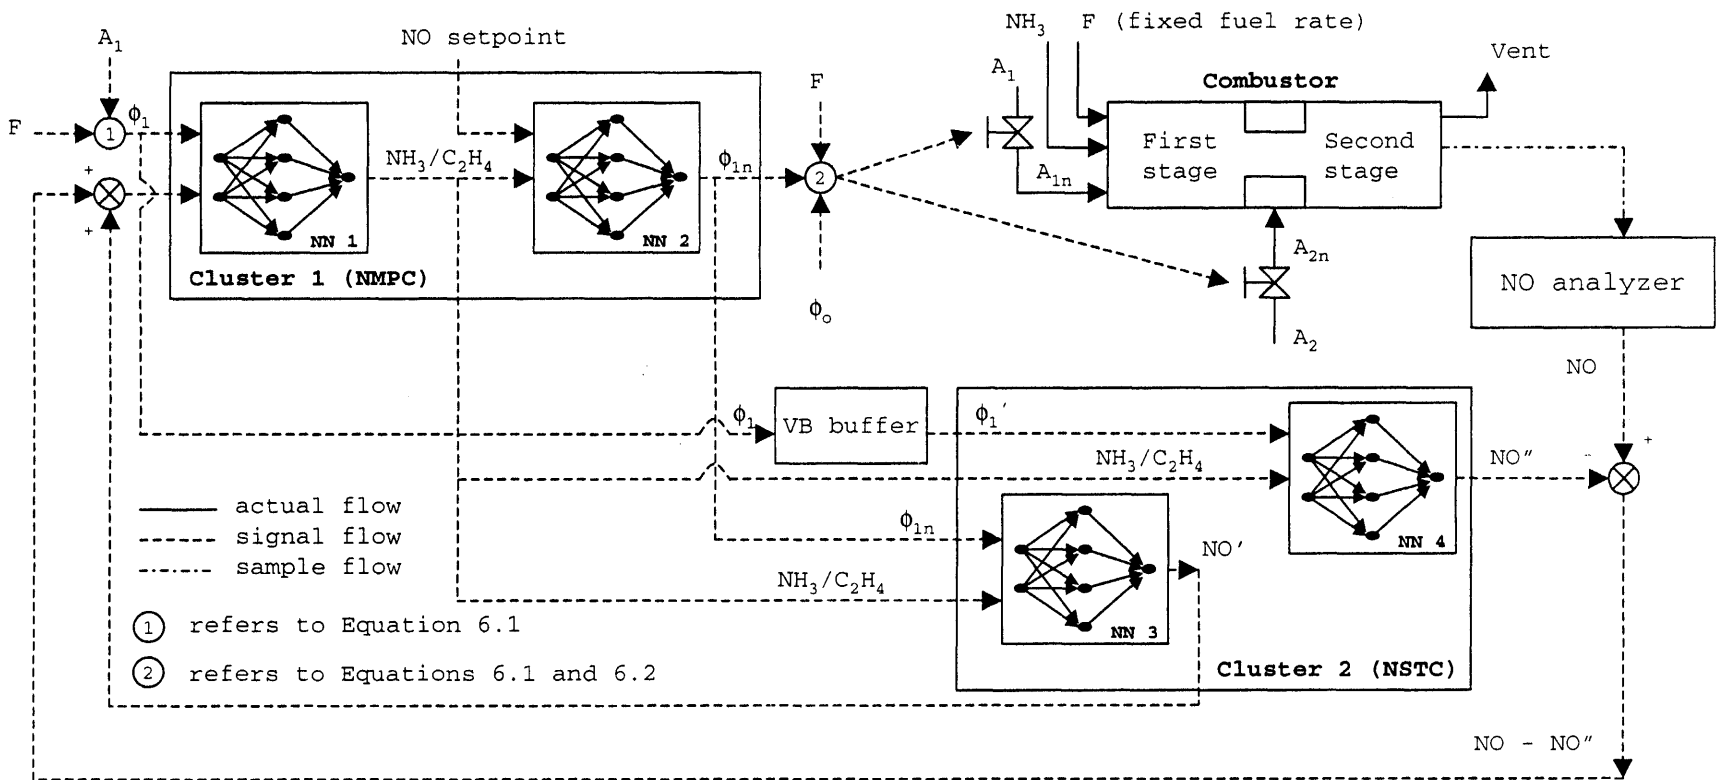 A₁
NO setpoint
NH₃ F (fixed fuel rate)
Vent
A₁
Combustor
F
F
1
ϕ₁
First stage
Second stage
NH₃/C₂H₄
ϕ₁ₙ
2
A₁ₙ
+
+
NN 1
NN 2
Cluster 1 (NMPC)
A₂ₙ
NO analyzer
ϕₒ
A₂
NO
ϕ₁
VB buffer
ϕ₁′
+
NH₃/C₂H₄
NO″
-
actual flow
signal flow
sample flow
ϕ₁ₙ
NN 4
NO′
NH₃/C₂H₄
1 refers to Equation 6.1
NN 3
2 refers to Equations 6.1 and 6.2
Cluster 2 (NSTC)
NO - NO″